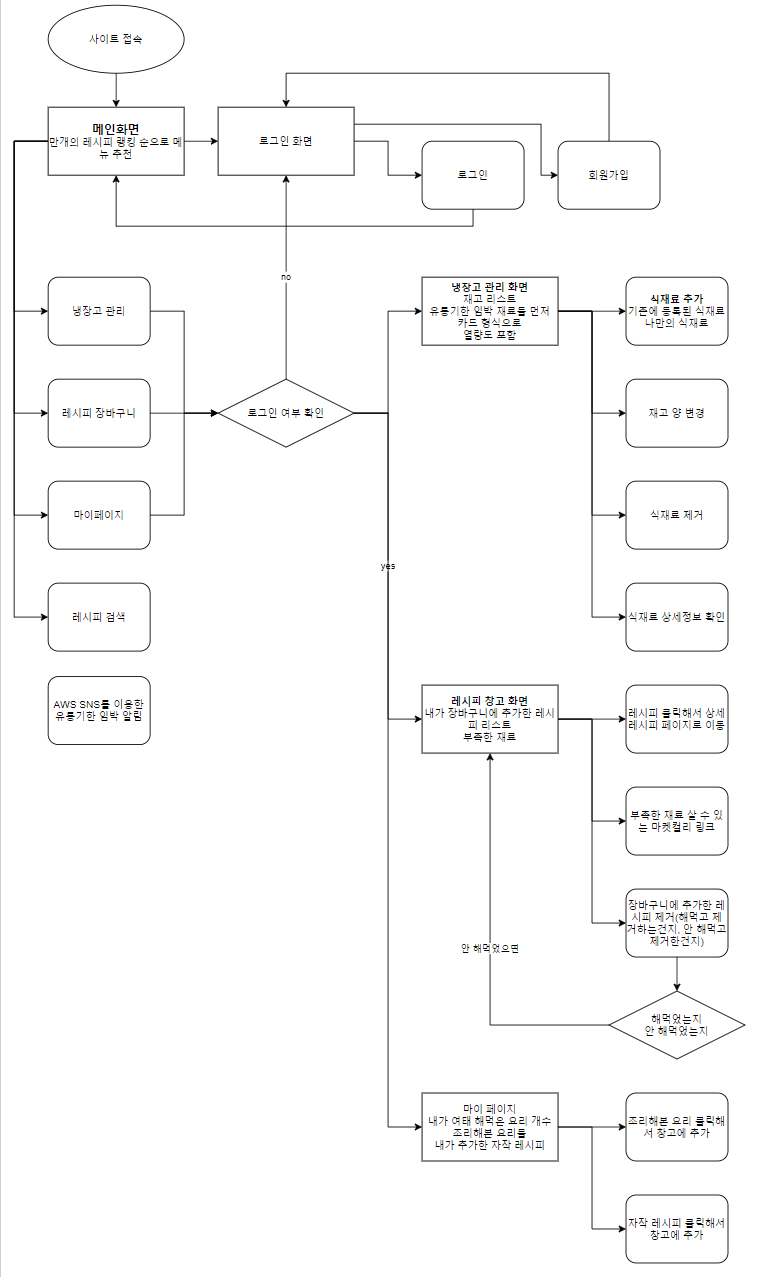 사이트 접속
메인화면
만개의 레시피 랭킹 순으로 메
뉴 추천
로그인 화면
로그인
회원가입
no
냉장고 관리
냉장고 관리 화면
재고 리스트
유통기한 임박 재료를 먼저
카드 형식으로
열량도 포함
식재료 추가
기존에 등록된 식재료
나만의 식재료
레시피 장바구니
로그인 여부 확인
재고 양 변경
마이페이지
식재료 제거
yes
레시피 검색
식재료 상세정보 확인
AWS SNS를 이용한
유통기한 임박 알림
레시피 창고 화면
내가 장바구니에 추가한 레시
피 리스트
부족한 재료
레시피 클릭해서 상세
레시피 페이지로 이동
부족한 재료 살 수 있
는 마켓컬리 링크
장바구니에 추가한 레
시피 제거(해먹고 제
거하는건지, 안 해먹고
제거한건지)
안 해먹었으면
해먹었는지
안 해먹었는지
마이 페이지
내가 여태 해먹은 요리 개수
조리해본 요리들
내가 추가한 자작 레시피
조리해본 요리 클릭해
서 창고에 추가
자작 레시피 클릭해서
창고에 추가